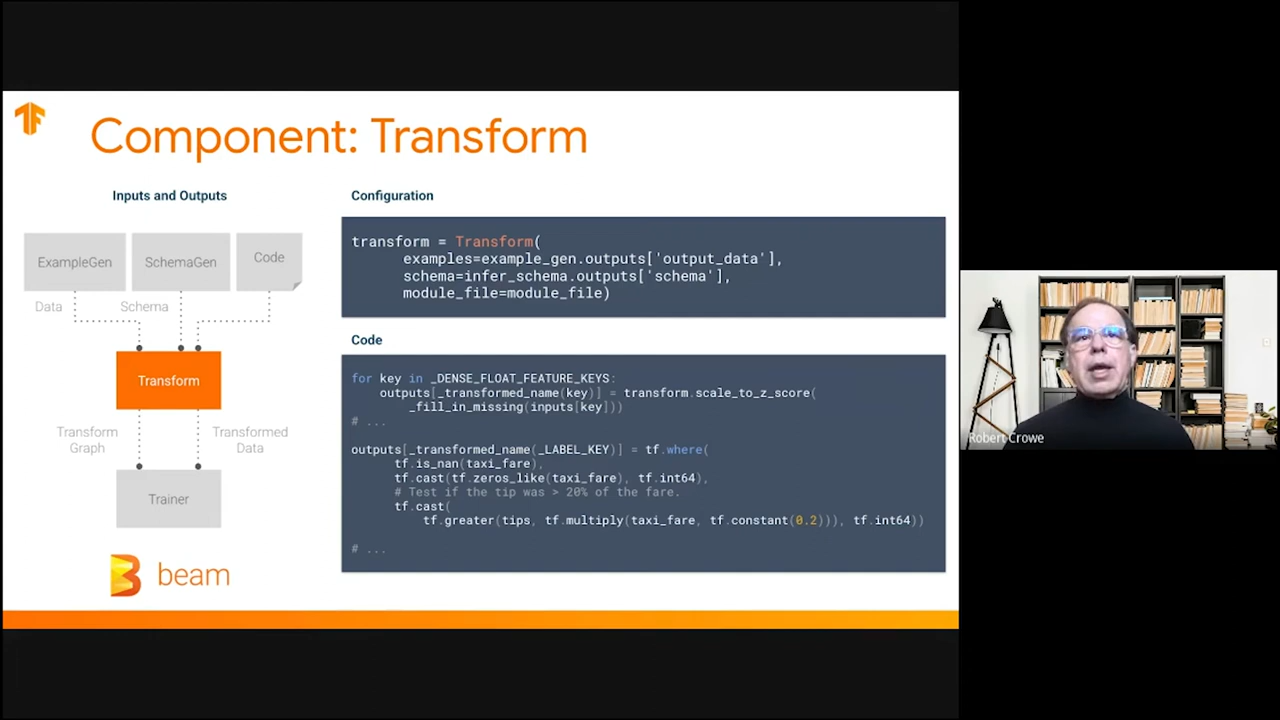 Component: Transform
Inputs and Outputs
ExampleGen
SchemaGen
Code
Data
Schema
Transform
Transform
Graph
Transformed
Data
Trainer
beam
Configuration
transform = Transform(
examples=example_gen.outputs['output_data'],
schema=infer_schema.outputs['schema'],
module_file=module_file)
Code
for key in _DENSE_FLOAT_FEATURE_KEYS:
outputs[_transformed_name(key)] = transform.scale_to_z_score(
_fill_in_missing(inputs[key]))
# ...
outputs[_transformed_name(_LABEL_KEY)] = tf.where(
tf.is_nan(taxi_fare),
tf.cast(tf.zeros_like(taxi_fare), tf.int64),
# Test if the tip was > 20% of the fare.
tf.cast(
tf.greater(tips, tf.multiply(taxi_fare, tf.constant(0.2))), tf.int64))
# ...
Robert Crowe